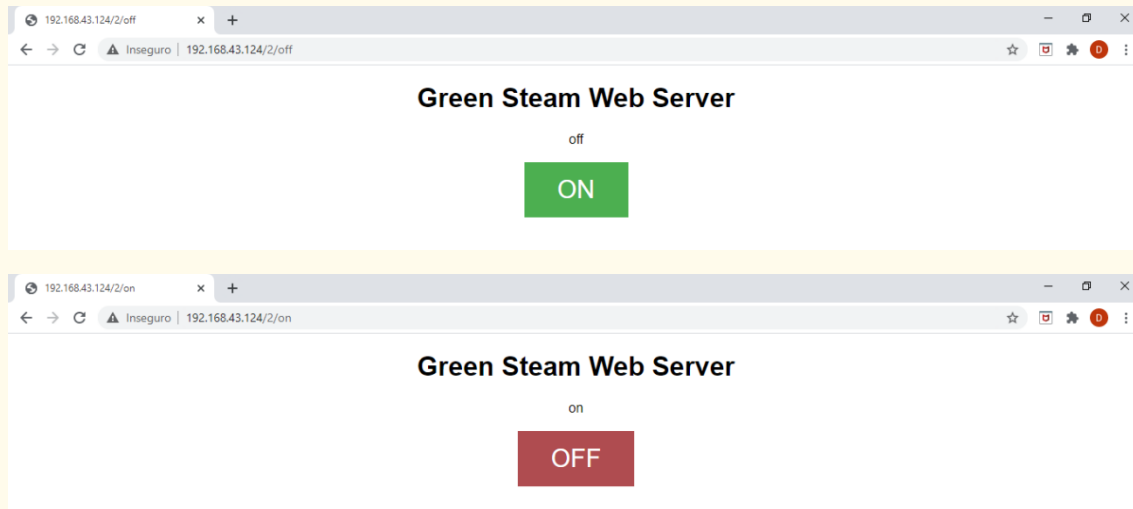 192.168.43.124/2/off
Inseguro | 192.168.43.124/2/off
D
Green Steam Web Server
off
ON
192.168.43.124/2/on
Inseguro | 192.168.43.124/2/on
D
Green Steam Web Server
on
OFF